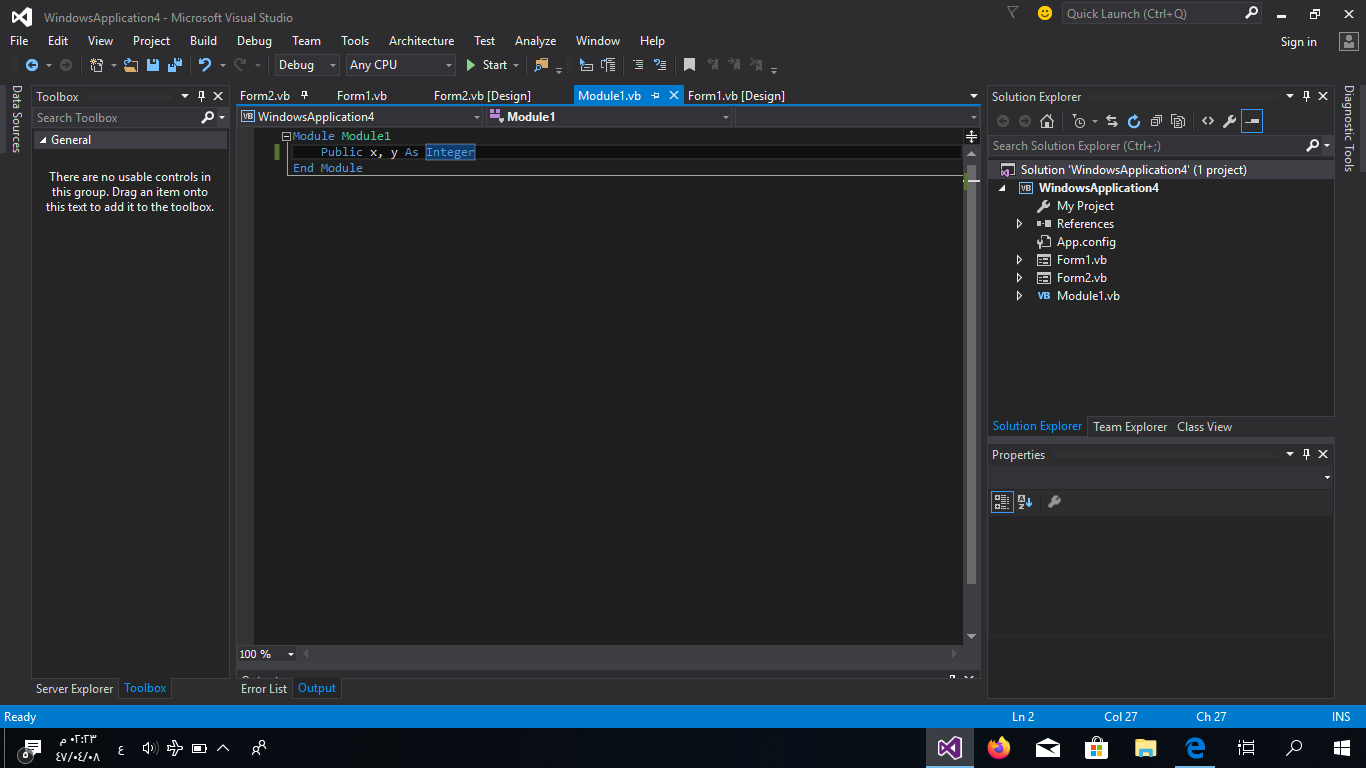 WindowsApplication4 - Microsoft Visual Studio
Quick Launch (Ctrl+Q)
File Edit View Project Build Debug Team Tools Architecture Test Analyze Window Help
Sign in
Debug Any CPU Start
Data Sources
Toolbox
Search Toolbox
General
There are no usable controls in
this group. Drag an item onto
this text to add it to the toolbox.
Server Explorer Toolbox
Form2.vb Form1.vb Form2.vb [Design] Module1.vb Form1.vb [Design]
WindowsApplication4 Module1
Module Module1
Public x, y As Integer
End Module
100 %
Error List Output
Solution Explorer
Search Solution Explorer (Ctrl+;)
Solution 'WindowsApplication4' (1 project)
WindowsApplication4
My Project
References
App.config
Form1.vb
Form2.vb
Module1.vb
Solution Explorer Team Explorer Class View
Properties
Diagnostic Tools
Ready Ln 2 Col 27 Ch 27 INS
٠٢:٢٣ م
٤٧/٠٤/٠٨
ع